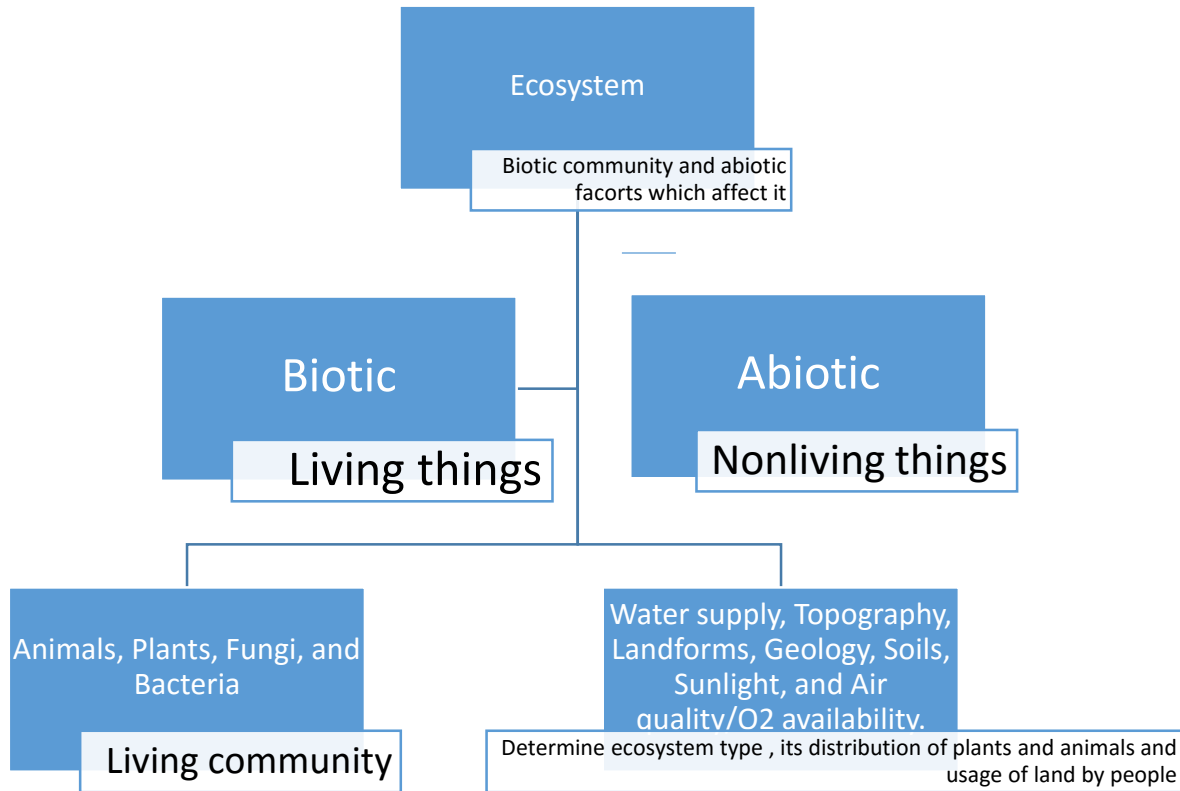 Ecosystem
Biotic community and abiotic
facorts which affect it
Biotic
Living things
Abiotic
Nonliving things
Animals, Plants, Fungi, and
Bacteria
Living community
Water supply, Topography,
Landforms, Geology, Soils,
Sunlight, and Air
quality/O2 availability.
Determine ecosystem type , its distribution of plants and animals and
usage of land by people